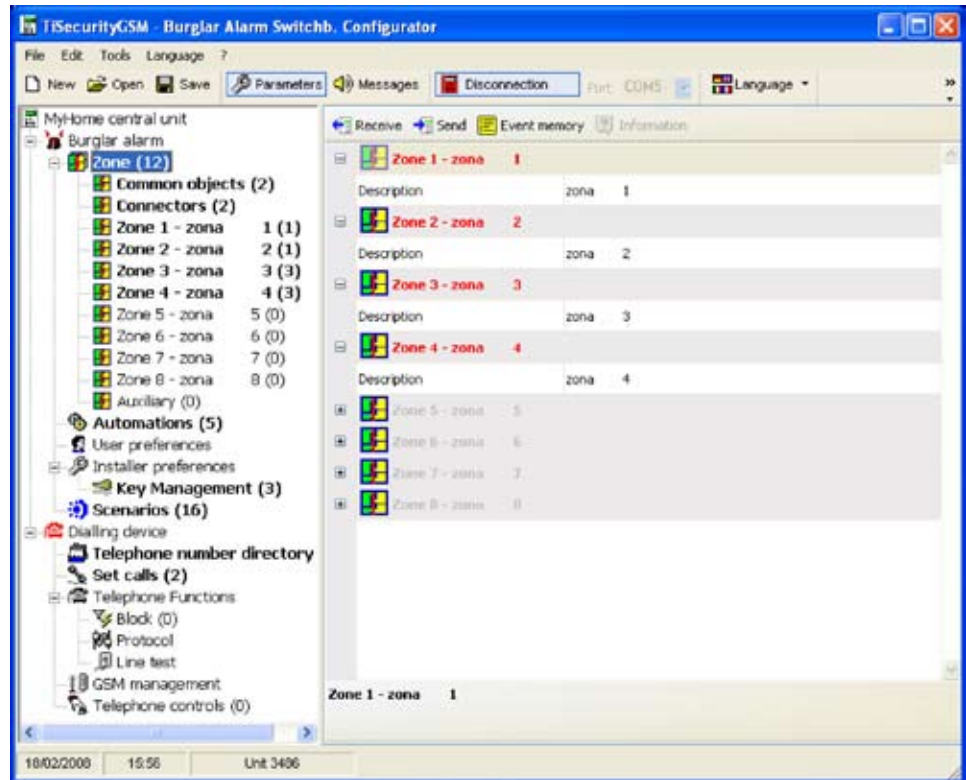 TiSecurityGSM - Burglar Alarm Switchb. Configurator
File Edit Tools Language ?
New Open Save Parameters Messages Disconnection Port: COM5 Language »
MyHome central unit
Burglar alarm
Zone (12)
Common objects (2)
Connectors (2)
Zone 1 - zona 1 (1)
Zone 2 - zona 2 (1)
Zone 3 - zona 3 (3)
Zone 4 - zona 4 (3)
Zone 5 - zona 5 (0)
Zone 6 - zona 6 (0)
Zone 7 - zona 7 (0)
Zone 8 - zona 8 (0)
Auxiliary (0)
Automations (5)
User preferences
Installer preferences
Key Management (3)
Scenarios (16)
Dialling device
Telephone number directory
Set calls (2)
Telephone Functions
Block (0)
Protocol
Line test
GSM management
Telephone controls (0)
Receive Send Event memory Information
Zone 1 - zona 1
Description zona 1
Zone 2 - zona 2
Description zona 2
Zone 3 - zona 3
Description zona 3
Zone 4 - zona 4
Description zona 4
Zone 5 - zona 5
Zone 6 - zona 6
Zone 7 - zona 7
Zone 8 - zona 8
Zone 1 - zona 1
18/02/2008 15:56 Unit 3486